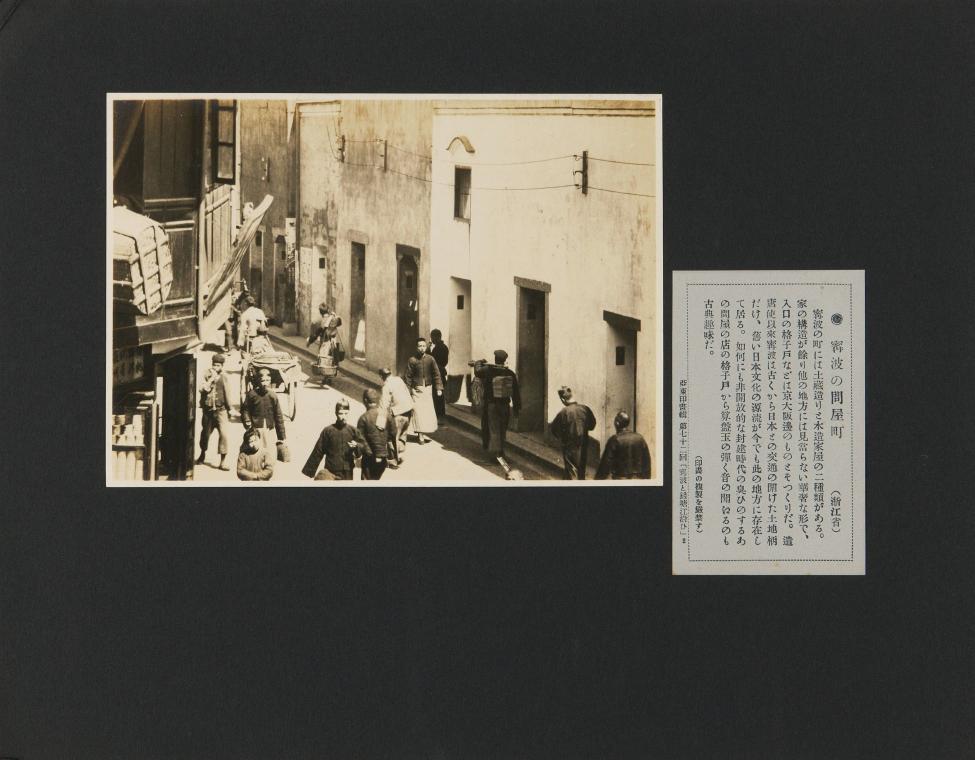 ◉ 寗波の問屋町　（浙江省）
寗波の町には土蔵造りと木造家屋の二種類がある。
家の構造が餘り他の地方には見當らない華奢な形で、
入口の格子戸などは京大阪邊のものとそつくりだ。遣
唐使以來寗波は古くから日本との交通の開けた土地柄
だけ、舊い日本文化の源流が今でも此の地方に存在し
て居る。如何にも非開放的な封建時代の臭ひのするあ
の問屋の店の格子戸から算盤玉の彈く音の聞ゆるのも
古典趣味だ。
（印畫の複製を嚴禁す）
亞東印畫輯 第七十二回「寗波と錢塘江沿ひ」